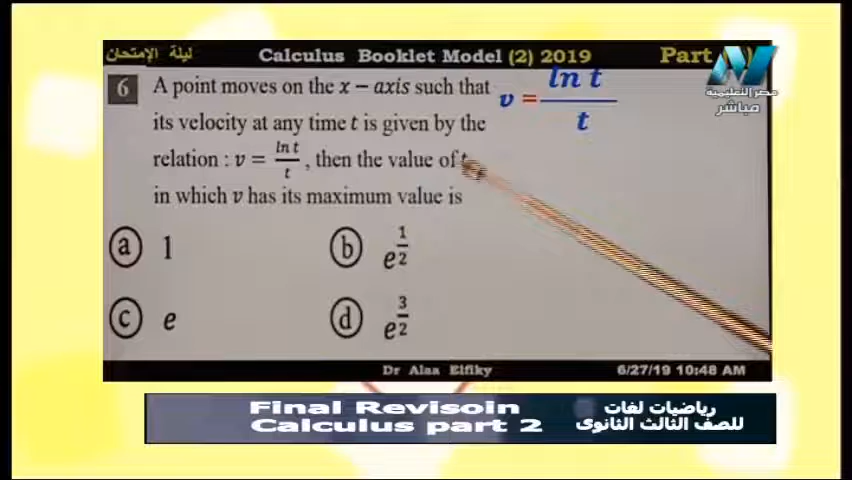 ليلة الإمتحان Calculus Booklet Model (2) 2019 Part
مصر التعليمية
مباشر
6 A point moves on the x – axis such that
its velocity at any time t is given by the
relation : v = ln t / t , then the value of t
in which v has its maximum value is
v = ln t / t
a 1
b e^1/2
c e
d e^3/2
Dr Alaa Elfiky 6/27/19 10:48 AM
Final Revisoin
Calculus part 2
رياضيات لغات
للصف الثالث الثانوى